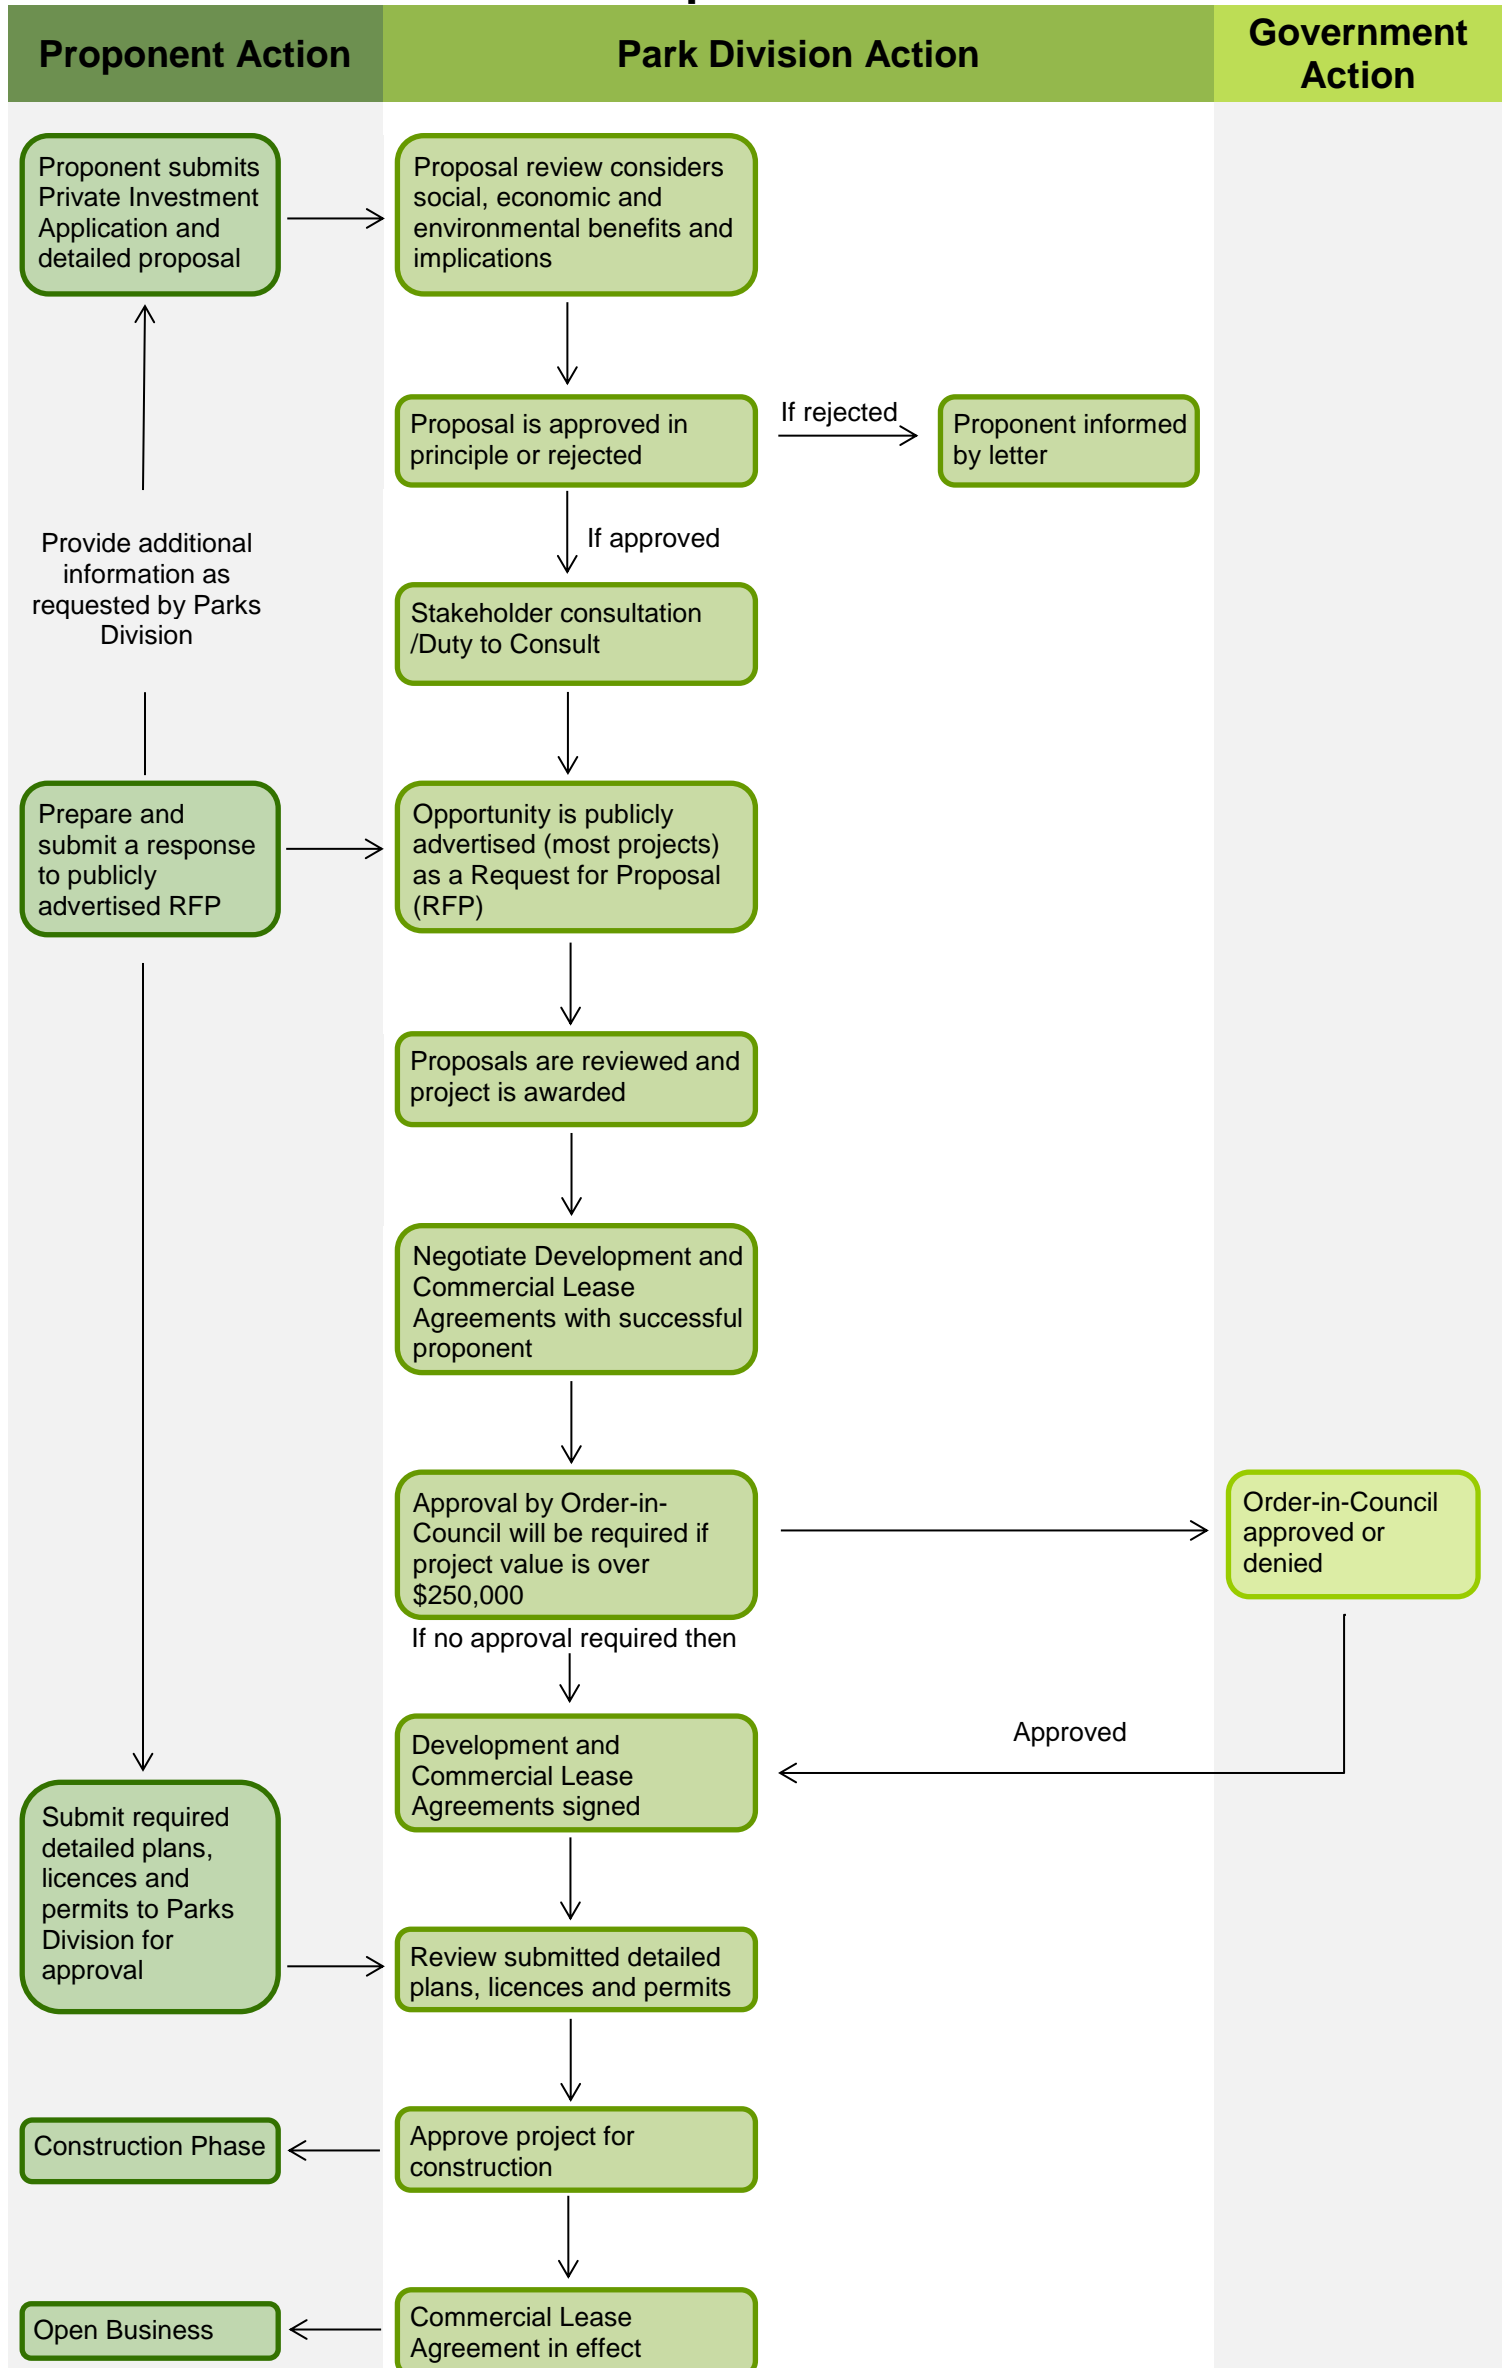 Proponent Action
Park Division Action
Government
Action
Proponent submits
Private Investment
Application and
detailed proposal
Proposal review considers
social, economic and
environmental benefits and
implications
Proposal is approved in
principle or rejected
If rejected
Proponent informed
by letter
If approved
Provide additional
information as
requested by Parks
Division
Stakeholder consultation
/Duty to Consult
Prepare and
submit a response
to publicly
advertised RFP
Opportunity is publicly
advertised (most projects)
as a Request for Proposal
(RFP)
Proposals are reviewed and
project is awarded
Negotiate Development and
Commercial Lease
Agreements with successful
proponent
Approval by Order-in-
Council will be required if
project value is over
$250,000
Order-in-Council
approved or
denied
If no approval required then
Approved
Development and
Commercial Lease
Agreements signed
Submit required
detailed plans,
licences and
permits to Parks
Division for
approval
Review submitted detailed
plans, licences and permits
Construction Phase
Approve project for
construction
Open Business
Commercial Lease
Agreement in effect